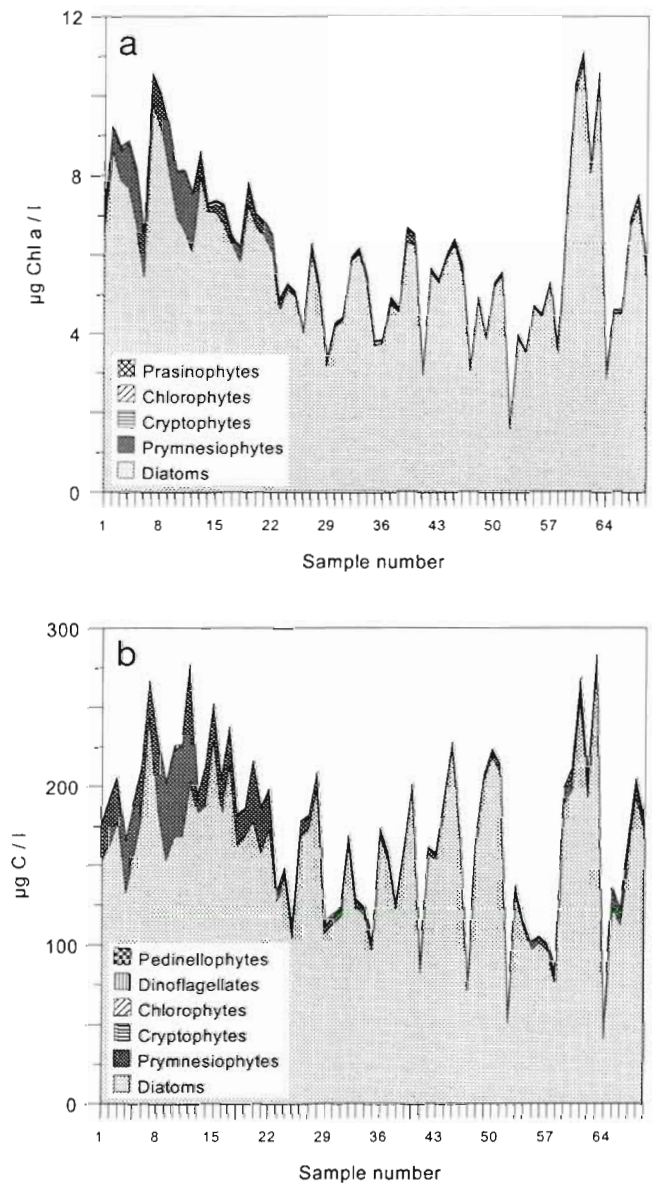 12
a
8
µg Chl a / l
4
Prasinophytes
Chlorophytes
Cryptophytes
Prymnesiophytes
Diatoms
0
1 8 15 22 29 36 43 50 57 64
Sample number
300
b
200
µg C / l
100
Pedinellophytes
Dinoflagellates
Chlorophytes
Cryptophytes
Prymnesiophytes
Diatoms
0
1 8 15 22 29 36 43 50 57 64
Sample number